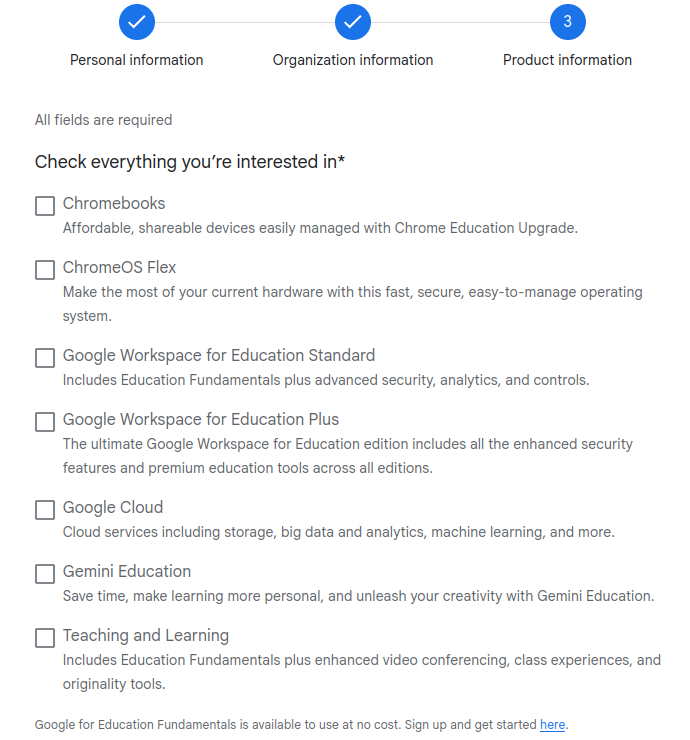 3
Personal information
Organization information
Product information
All fields are required
Check everything you’re interested in*
Chromebooks
Affordable, shareable devices easily managed with Chrome Education Upgrade.
ChromeOS Flex
Make the most of your current hardware with this fast, secure, easy-to-manage operating
system.
Google Workspace for Education Standard
Includes Education Fundamentals plus advanced security, analytics, and controls.
Google Workspace for Education Plus
The ultimate Google Workspace for Education edition includes all the enhanced security
features and premium education tools across all editions.
Google Cloud
Cloud services including storage, big data and analytics, machine learning, and more.
Gemini Education
Save time, make learning more personal, and unleash your creativity with Gemini Education.
Teaching and Learning
Includes Education Fundamentals plus enhanced video conferencing, class experiences, and
originality tools.
Google for Education Fundamentals is available to use at no cost. Sign up and get started here.